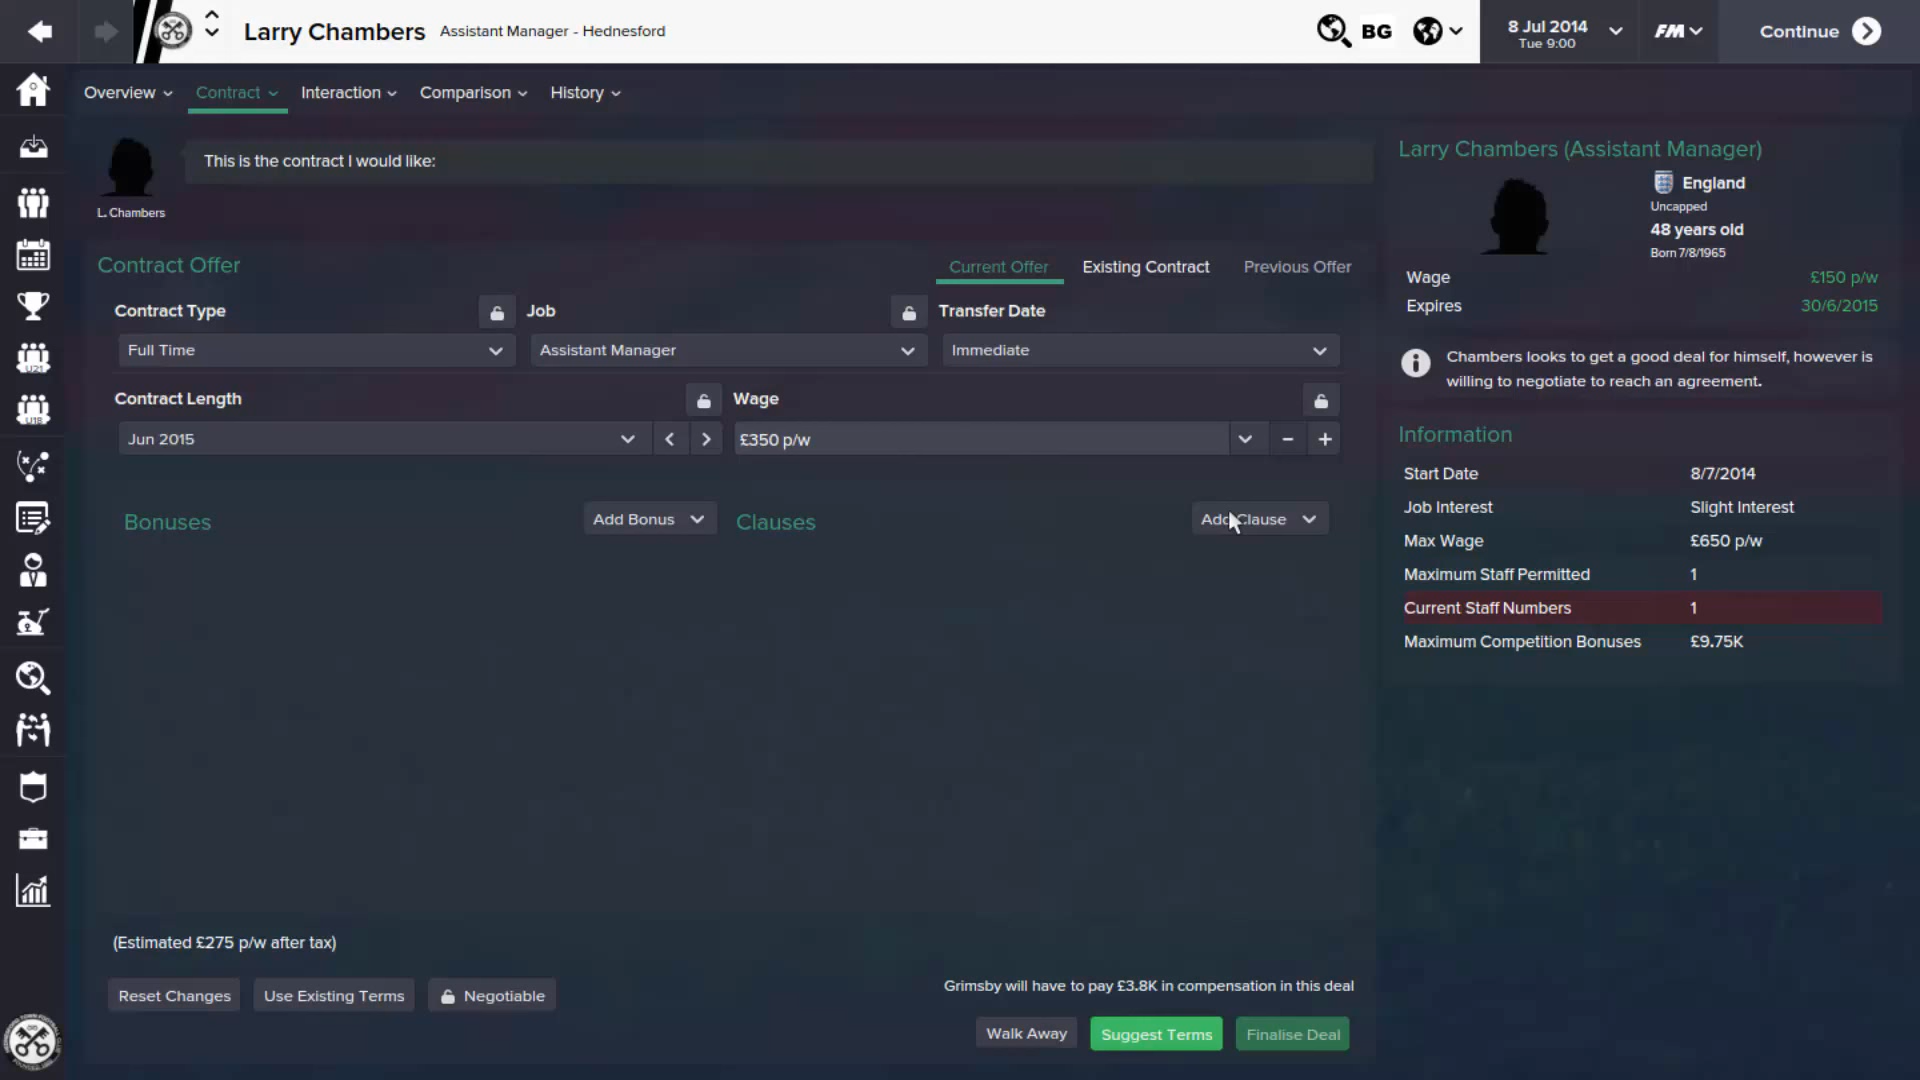 Larry Chambers
Assistant Manager - Hednesford
BG
8 Jul 2014
Tue 9:00
FM
Continue
Overview
Contract
Interaction
Comparison
History
This is the contract I would like:
L. Chambers
Contract Offer
Current Offer
Existing Contract
Previous Offer
Contract Type
Job
Transfer Date
Full Time
Assistant Manager
Immediate
Contract Length
Wage
Jun 2015
£350 p/w
Bonuses
Add Bonus
Clauses
Add Clause
(Estimated £275 p/w after tax)
Reset Changes
Use Existing Terms
Negotiable
Grimsby will have to pay £3.8K in compensation in this deal
Walk Away
Suggest Terms
Finalise Deal
Larry Chambers (Assistant Manager)
England
Uncapped
48 years old
Born 7/8/1965
Wage £150 p/w
Expires 30/6/2015
Chambers looks to get a good deal for himself, however is
willing to negotiate to reach an agreement.
Information
Start Date 8/7/2014
Job Interest Slight Interest
Max Wage £650 p/w
Maximum Staff Permitted 1
Current Staff Numbers 1
Maximum Competition Bonuses £9.75K
U21
U18